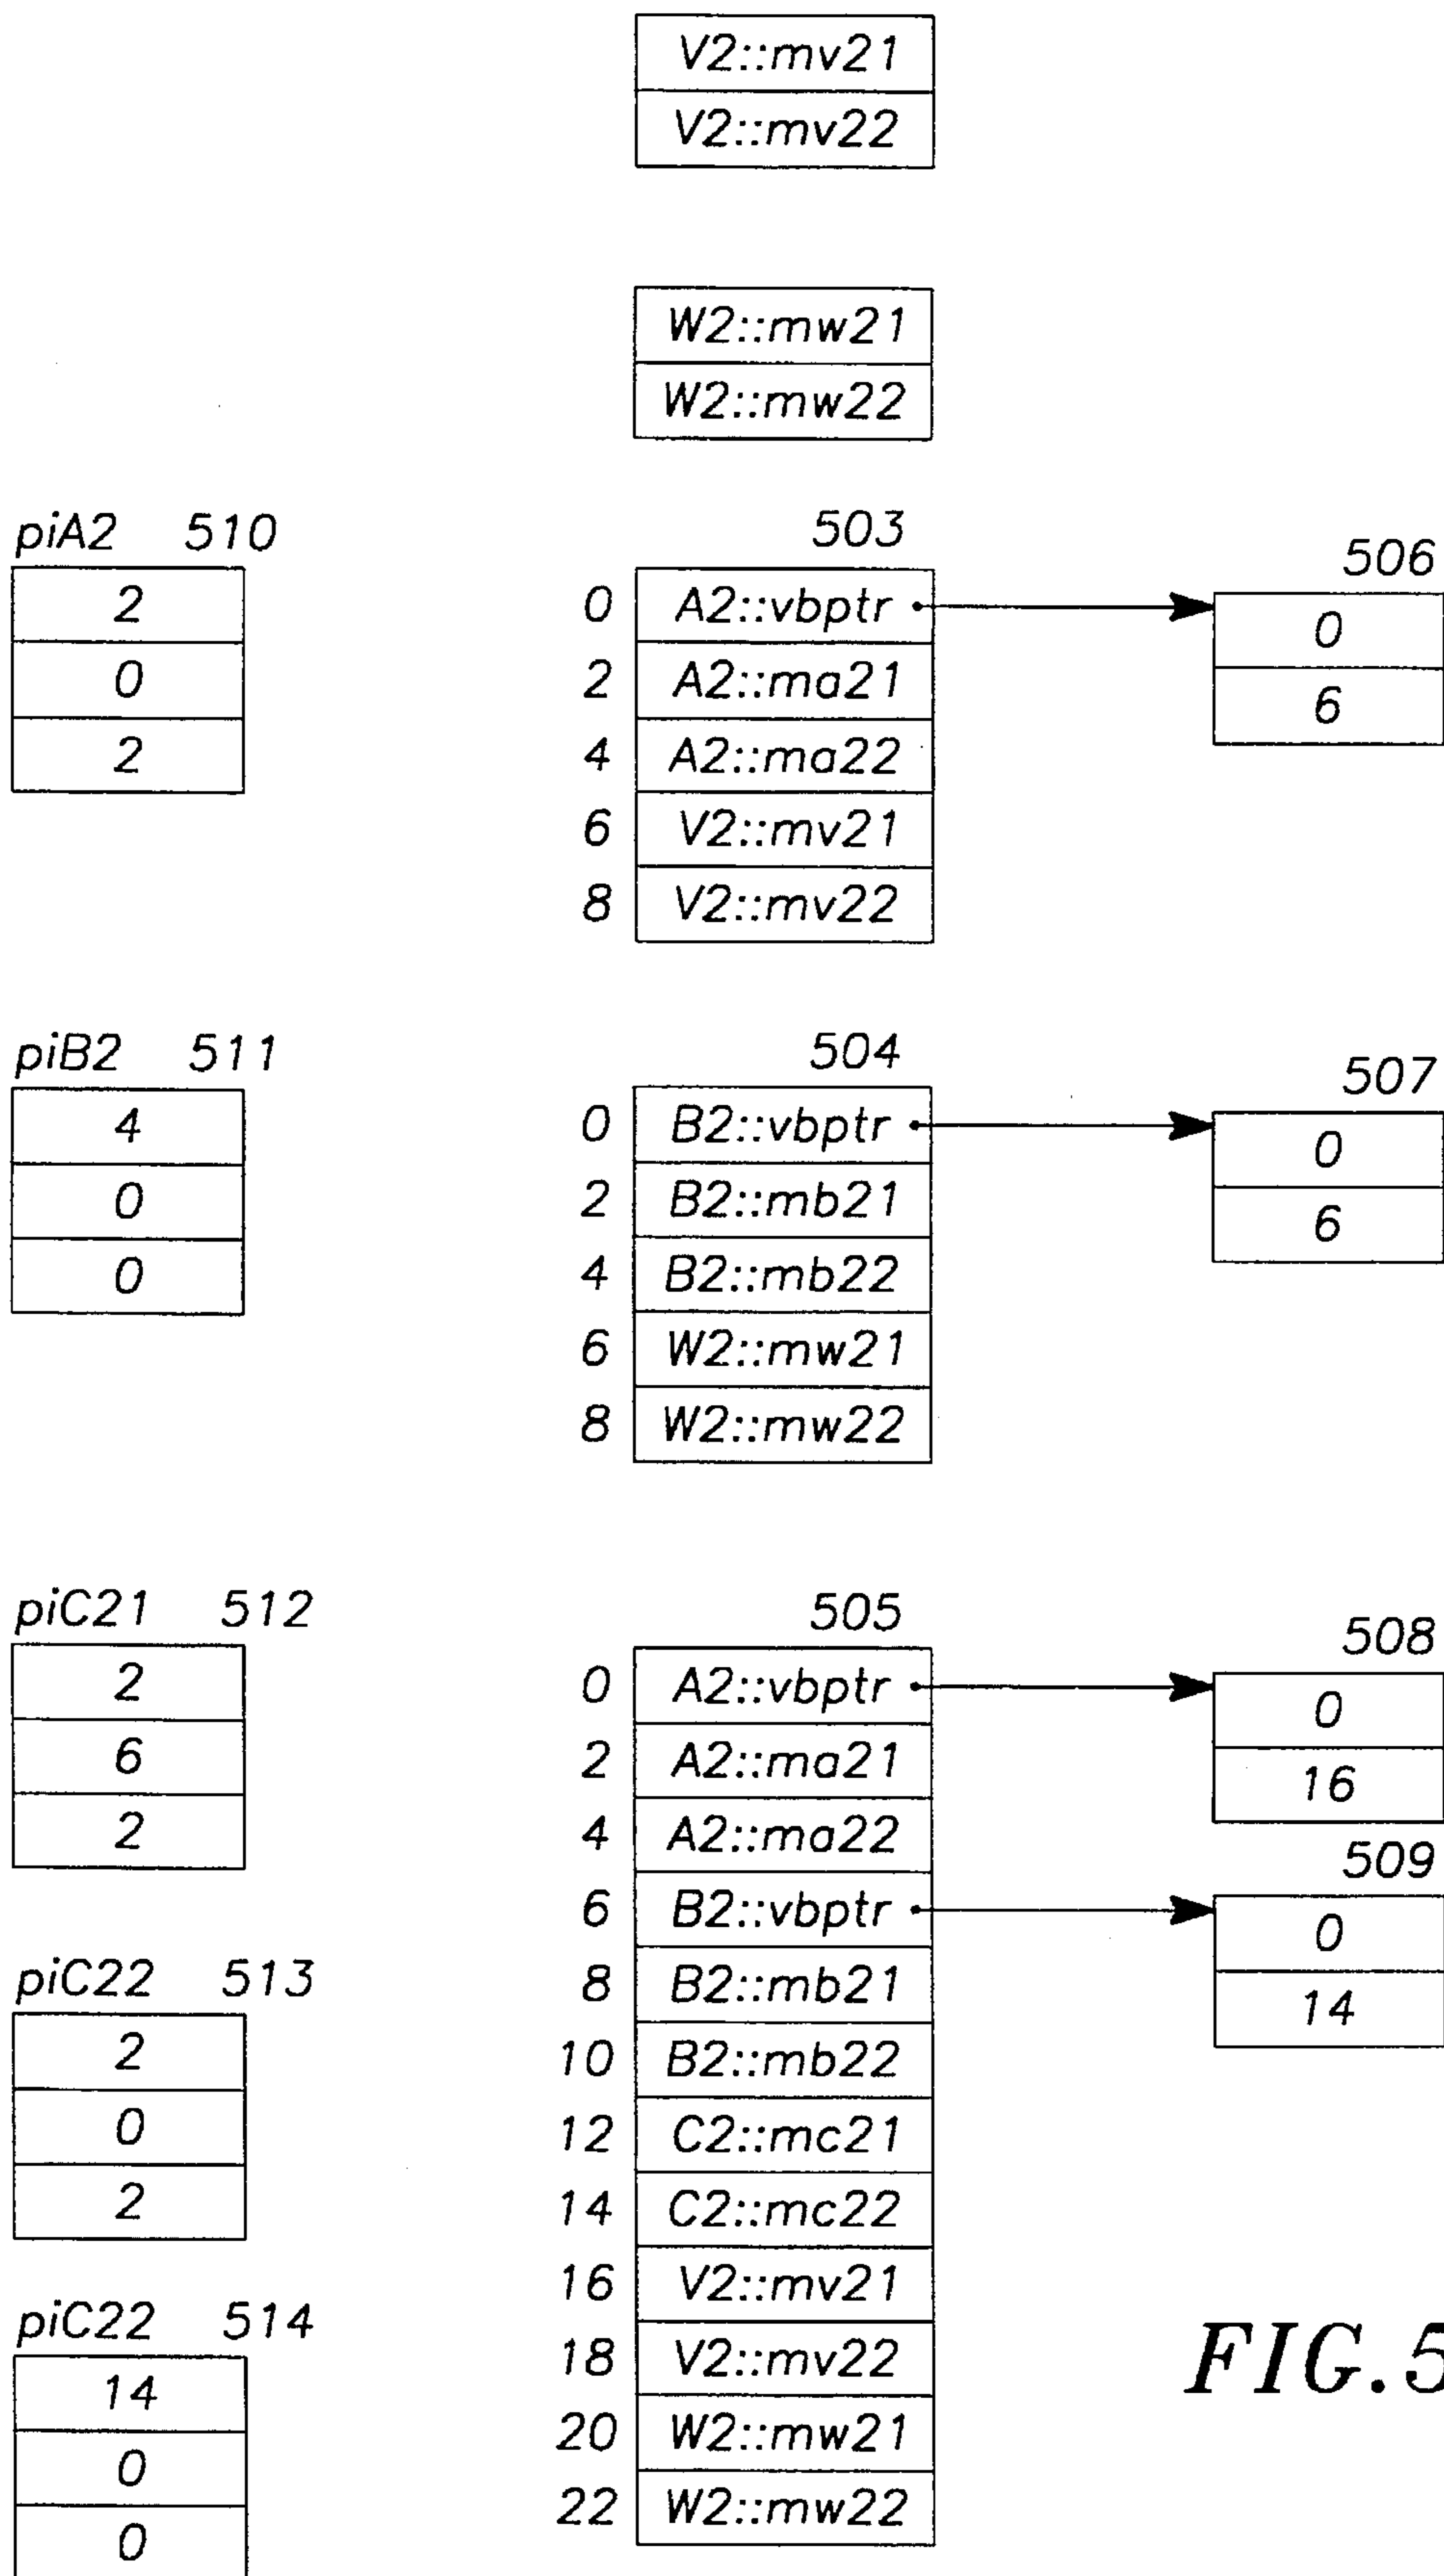 V2::mv21
V2::mv22
W2::mw21
W2::mw22
piA2 510
2
0
2
503
0 A2::vbptr
2 A2::ma21
4 A2::ma22
6 V2::mv21
8 V2::mv22
506
0
6
piB2 511
4
0
0
504
0 B2::vbptr
2 B2::mb21
4 B2::mb22
6 W2::mw21
8 W2::mw22
507
0
6
piC21 512
2
6
2
piC22 513
2
0
2
piC22 514
14
0
0
505
0 A2::vbptr
2 A2::ma21
4 A2::ma22
6 B2::vbptr
8 B2::mb21
10 B2::mb22
12 C2::mc21
14 C2::mc22
16 V2::mv21
18 V2::mv22
20 W2::mw21
22 W2::mw22
508
0
16
509
0
14
FIG.5